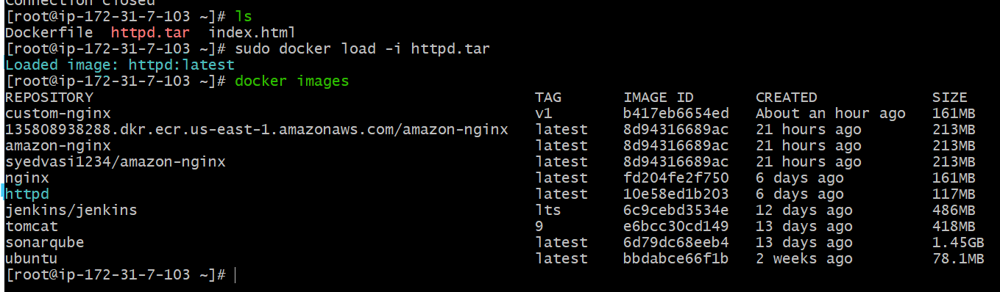 Connection closed
[root@ip-172-31-7-103 ~]# ls
Dockerfile  httpd.tar  index.html
[root@ip-172-31-7-103 ~]# sudo docker load -i httpd.tar
Loaded image: httpd:latest
[root@ip-172-31-7-103 ~]# docker images
REPOSITORY                                                  TAG       IMAGE ID       CREATED             SIZE
custom-nginx                                                v1        b417eb6654ed   About an hour ago   161MB
135808938288.dkr.ecr.us-east-1.amazonaws.com/amazon-nginx   latest    8d94316689ac   21 hours ago        213MB
amazon-nginx                                                latest    8d94316689ac   21 hours ago        213MB
syedvasi1234/amazon-nginx                                   latest    8d94316689ac   21 hours ago        213MB
nginx                                                       latest    fd204fe2f750   6 days ago          161MB
httpd                                                       latest    10e58ed1b203   6 days ago          117MB
jenkins/jenkins                                             lts       6c9cebd3534e   12 days ago         486MB
tomcat                                                      9         e6bcc30cd149   13 days ago         418MB
sonarqube                                                   latest    6d79dc68eeb4   13 days ago         1.45GB
ubuntu                                                      latest    bbdabce66f1b   2 weeks ago         78.1MB
[root@ip-172-31-7-103 ~]#